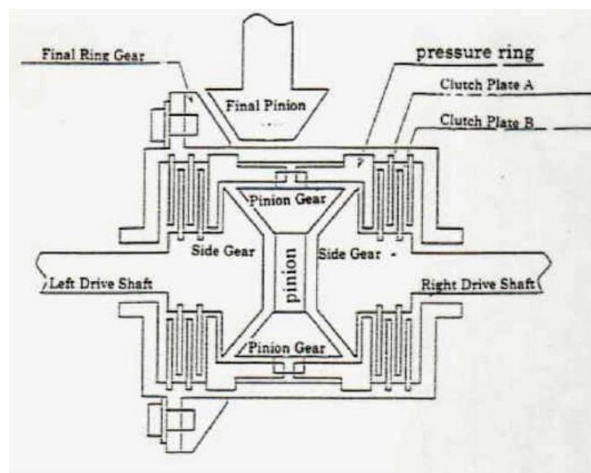 Final Ring Gear
pressure ring
Clutch Plate A
Final Pinion
Clutch Plate B
Pinion Gear
Side Gear
pinion
Side Gear
Left Drive Shaft
Right Drive Shaft
Pinion Gear